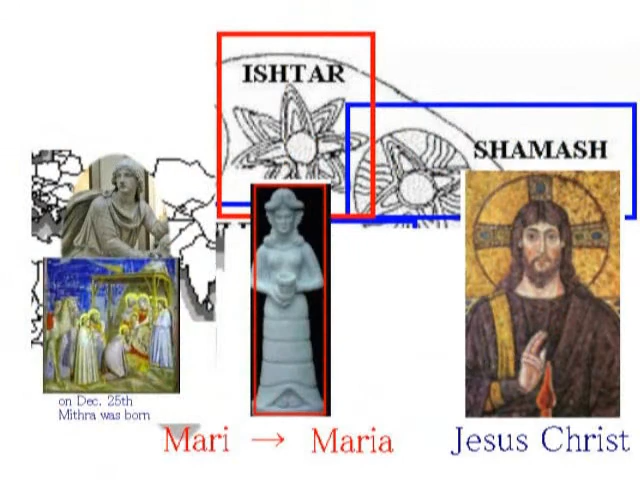 ISHTAR
SHAMASH
on Dec. 25th
Mithra was born
Mari → Maria
Jesus Christ